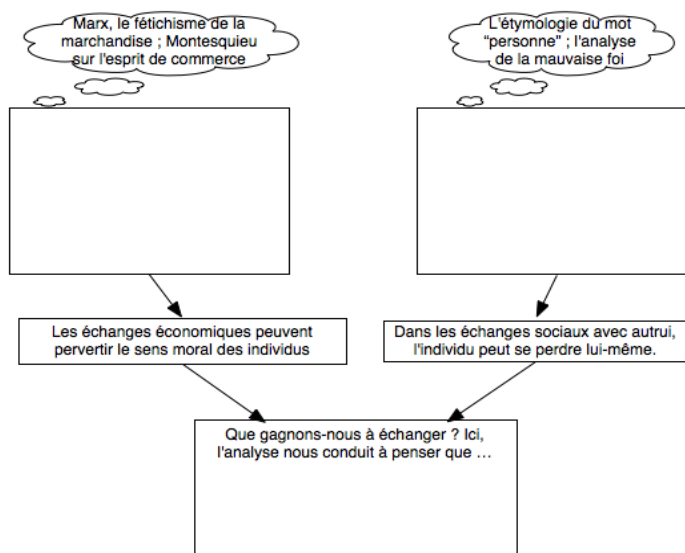 Marx, le fétichisme de la
marchandise ; Montesquieu
sur l'esprit de commerce
L'étymologie du mot
"personne" ; l'analyse
de la mauvaise foi
Les échanges économiques peuvent
pervertir le sens moral des individus
Dans les échanges sociaux avec autrui,
l'individu peut se perdre lui-même.
Que gagnons-nous à échanger ? Ici,
l'analyse nous conduit à penser que ...